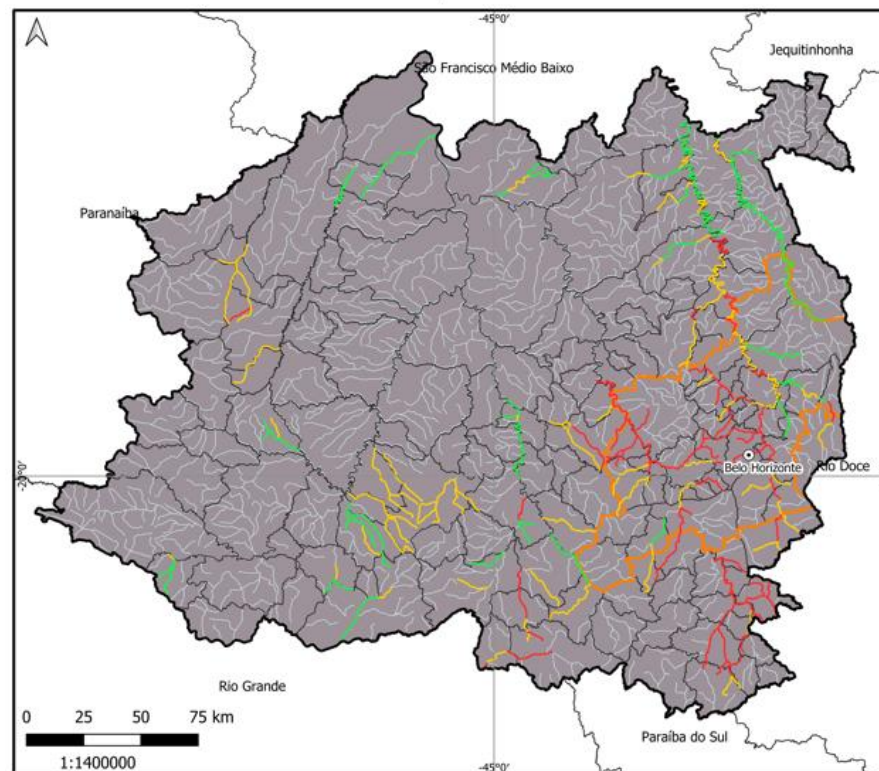 -45°0'
Jequitinhonha
São Francisco Médio Baixo
Paranaíba
-20°0'
Belo Horizonte
Rio Doce
Rio Grande
0 25 50 75 km
Paraíba do Sul
1:1400000
-45°0'